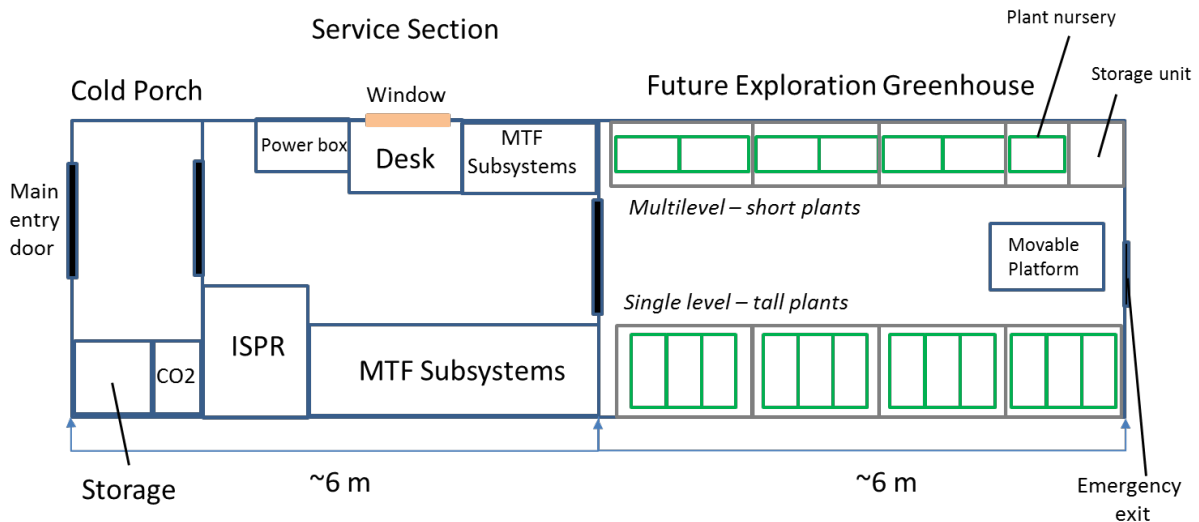 Service Section
Plant nursery
Storage unit
Cold Porch
Window
Future Exploration Greenhouse
Power box
Desk
MTF
Subsystems
Main
entry
door
Multilevel – short plants
Movable
Platform
Single level – tall plants
ISPR
CO2
MTF Subsystems
Storage
~6 m
~6 m
Emergency
exit